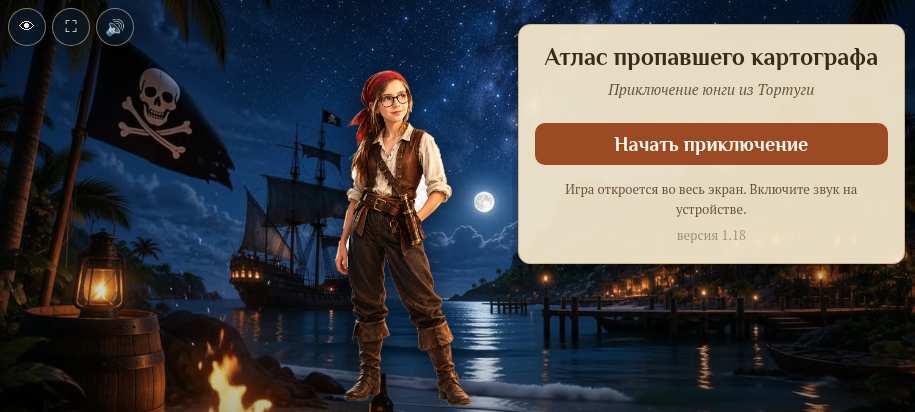 Атлас пропавшего картографа
Приключение юнги из Тортуги
Начать приключение
Игра откроется во весь экран. Включите звук на
устройстве.
версия 1.18